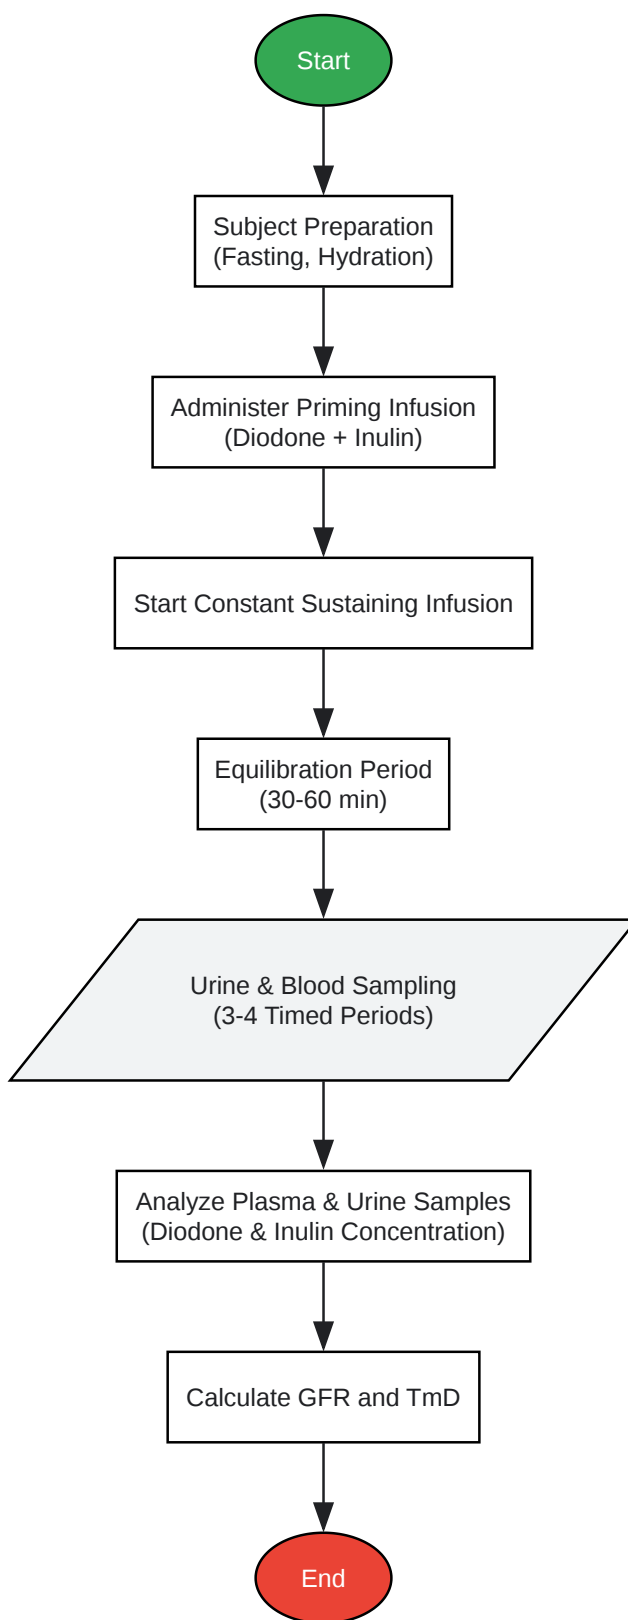 Start
Subject Preparation
(Fasting, Hydration)
Administer Priming Infusion
(Diodone + Inulin)
Start Constant Sustaining Infusion
Equilibration Period
(30-60 min)
Urine & Blood Sampling
(3-4 Timed Periods)
Analyze Plasma & Urine Samples
(Diodone & Inulin Concentration)
Calculate GFR and TmD
End